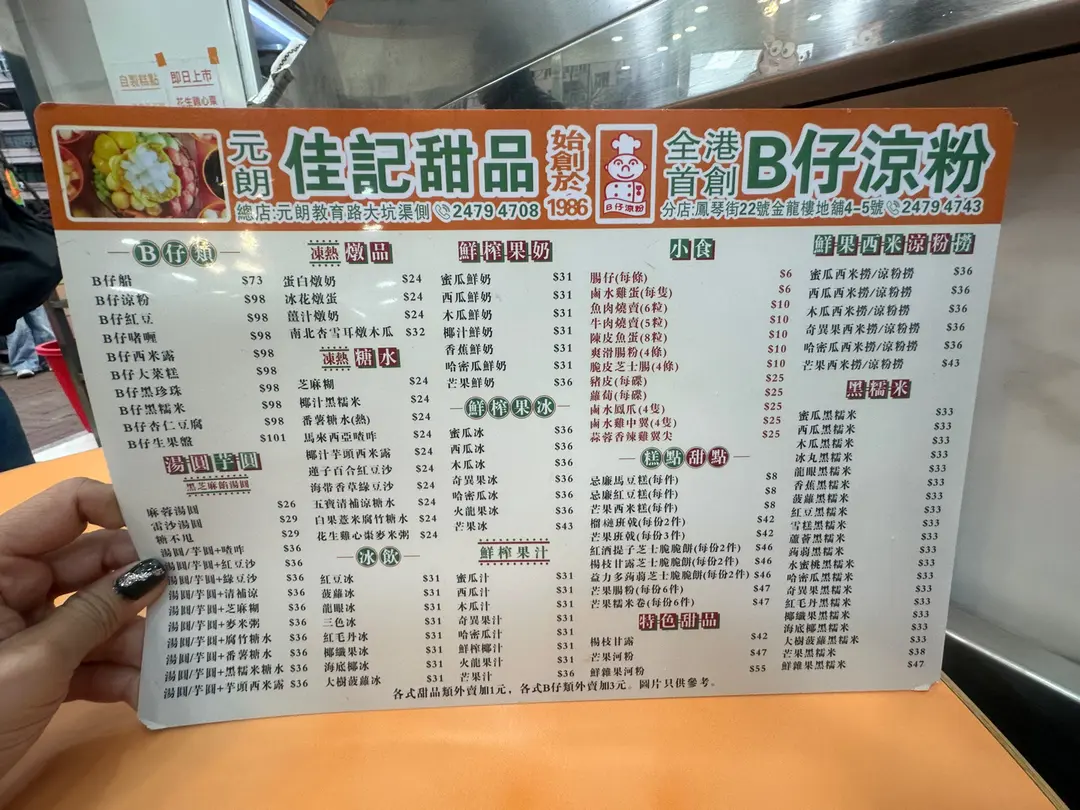 自製糕點 即日上市
花生雞心棗
元朗 佳記甜品 始創於1986
總店:元朗教育路大坑渠側 2479 4708
B仔涼粉
全港首創 B仔涼粉
分店:鳳琴街22號金龍樓地舖4-5號 2479 4743
B仔類
B仔船 $73
B仔涼粉 $98
B仔紅豆 $98
B仔啫喱 $98
B仔西米露 $98
B仔大菜糕 $98
B仔黑珍珠 $98
B仔黑糯米 $98
B仔杏仁豆腐 $98
B仔生果盤 $101
湯圓芋圓
黑芝麻餡湯圓
麻蓉湯圓 $26
雷沙湯圓 $29
糖不甩 $29
湯圓/芋圓+喳咋 $36
湯圓/芋圓+紅豆沙 $36
湯圓/芋圓+綠豆沙 $36
湯圓/芋圓+清補涼 $36
湯圓/芋圓+芝麻糊 $36
湯圓/芋圓+麥米粥 $36
湯圓/芋圓+腐竹糖水 $36
湯圓/芋圓+番薯糖水 $36
湯圓/芋圓+黑糯米糖水 $36
湯圓/芋圓+芋頭西米露 $36
凍熱 燉品
蛋白燉奶 $24
冰花燉蛋 $24
薑汁燉奶 $24
南北杏雪耳燉木瓜 $32
凍熱 糖水
芝麻糊 $24
椰汁黑糯米 $24
番薯糖水(熱) $24
馬來西亞喳咋 $24
椰汁芋頭西米露 $24
蓮子百合紅豆沙 $24
海帶香草綠豆沙 $24
五寶清補涼糖水 $24
白果薏米腐竹糖水 $24
花生雞心棗麥米粥 $24
冰飲
紅豆冰 $31
菠蘿冰 $31
龍眼冰 $31
三色冰 $31
紅毛丹冰 $31
椰纖果冰 $31
海底椰冰 $31
大樹菠蘿冰 $31
鮮榨果奶
蜜瓜鮮奶 $31
西瓜鮮奶 $31
木瓜鮮奶 $31
椰汁鮮奶 $31
香蕉鮮奶 $31
哈密瓜鮮奶 $31
芒果鮮奶 $36
鮮榨果冰
蜜瓜冰 $36
西瓜冰 $36
木瓜冰 $36
奇異果冰 $36
哈密瓜冰 $36
火龍果冰 $36
芒果冰 $43
鮮榨果汁
蜜瓜汁 $31
西瓜汁 $31
木瓜汁 $31
奇異果汁 $31
哈密瓜汁 $31
鮮榨椰汁 $31
火龍果汁 $31
芒果汁 $36
小食
腸仔(每條) $6
鹵水雞蛋(每隻) $6
魚肉燒賣(6粒) $10
牛肉燒賣(5粒) $10
陳皮魚蛋(8粒) $10
爽滑腸粉(4條) $10
脆皮芝士腸(4條) $10
豬皮(每碟) $25
蘿蔔(每碟) $25
鹵水鳳爪(4隻) $25
鹵水雞中翼(4隻) $25
蒜蓉香辣雞翼尖 $25
糕點甜點
忌廉馬豆糕(每件) $8
忌廉紅豆糕(每件) $8
芒果西米糕(每件) $8
榴槤班戟(每份2件) $42
芒果班戟(每份3件) $42
紅酒提子芝士脆脆餅(每份2件) $46
楊枝甘露芝士脆脆餅(每份2件) $46
益力多蒟蒻芝士脆脆餅(每份2件) $46
芒果腸粉(每份6件) $47
芒果糯米卷(每份6件) $47
特色甜品
楊枝甘露 $42
芒果河粉 $47
鮮雜果河粉 $55
鮮果西米涼粉撈
蜜瓜西米撈/涼粉撈 $36
西瓜西米撈/涼粉撈 $36
木瓜西米撈/涼粉撈 $36
奇異果西米撈/涼粉撈 $36
哈密瓜西米撈/涼粉撈 $36
芒果西米撈/涼粉撈 $43
黑糯米
蜜瓜黑糯米 $33
西瓜黑糯米 $33
木瓜黑糯米 $33
冰丸黑糯米 $33
龍眼黑糯米 $33
香蕉黑糯米 $33
菠蘿黑糯米 $33
紅豆黑糯米 $33
雪糕黑糯米 $33
蘆薈黑糯米 $33
蒟蒻黑糯米 $33
水蜜桃黑糯米 $33
哈密瓜黑糯米 $33
奇異果黑糯米 $33
紅毛丹黑糯米 $33
椰纖果黑糯米 $33
海底椰黑糯米 $33
大樹菠蘿黑糯米 $33
芒果黑糯米 $38
鮮雜果黑糯米 $47
各式甜品類外賣加1元，各式B仔類外賣加3元。圖片只供參考。